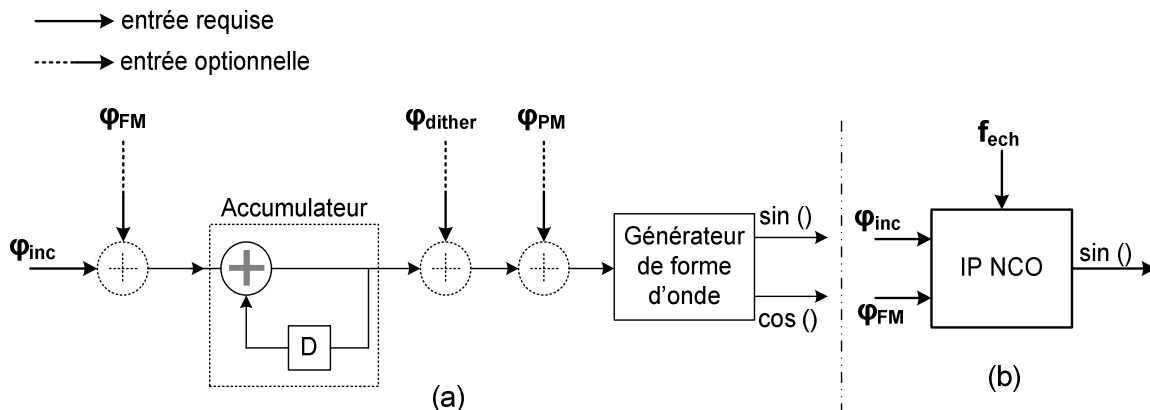 entrée requise
entrée optionnelle
φFM
φdither
φPM
fech
Accumulateur
φinc
D
Générateur
de forme
d'onde
sin ()
cos ()
φinc
φFM
IP NCO
sin ()
(a)
(b)